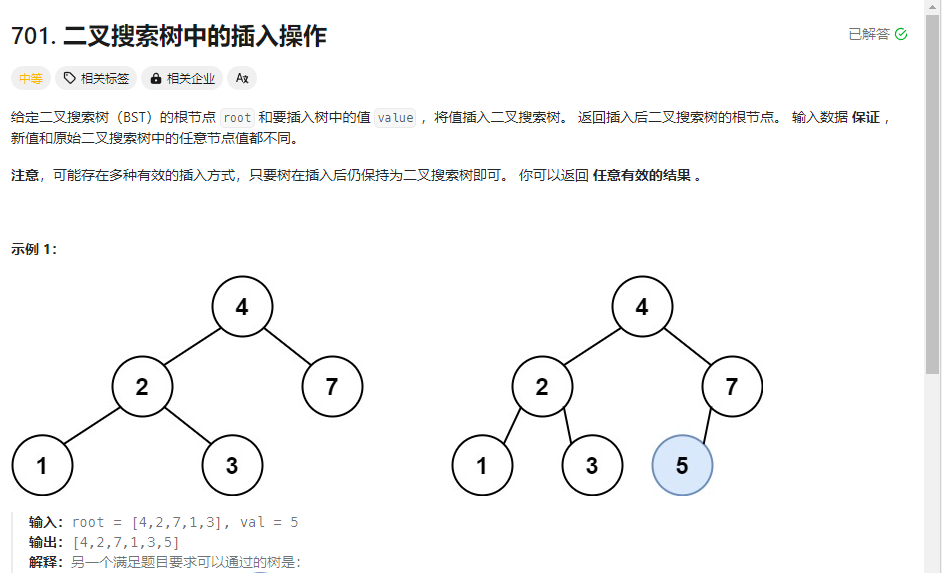 701. 二叉搜索树中的插入操作
已解答
中等 相关标签 相关企业 Aあ
给定二叉搜索树（BST）的根节点 root 和要插入树中的值 value ，将值插入二叉搜索树。 返回插入后二叉搜索树的根节点。 输入数据 保证 ，
新值和原始二叉搜索树中的任意节点值都不同。
注意，可能存在多种有效的插入方式，只要树在插入后仍保持为二叉搜索树即可。 你可以返回 任意有效的结果 。
示例 1：
4 4
2 7 2 7
1 3 1 3 5
输入：root = [4,2,7,1,3], val = 5
输出：[4,2,7,1,3,5]
解释：另一个满足题目要求可以通过的树是：